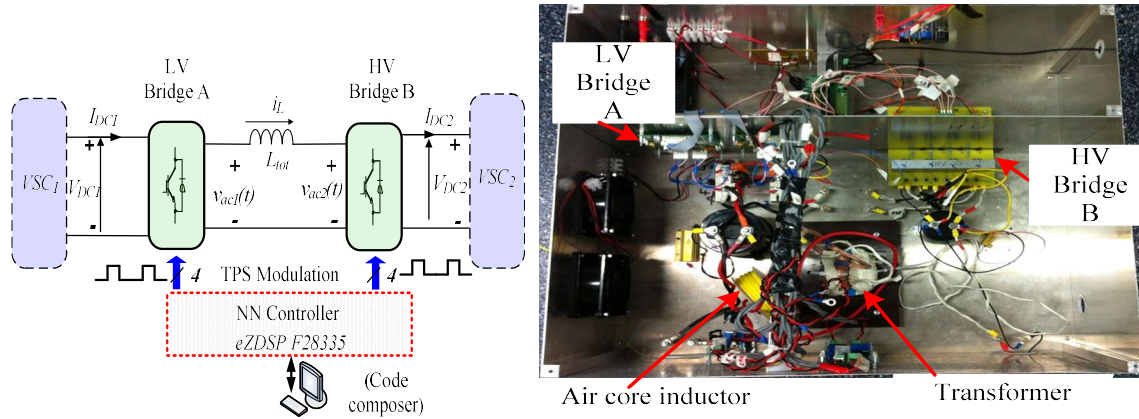 LV
Bridge A
HV
Bridge B
I_DC1
i_L
I_DC2
+
+
+
+
L_tot
VSC_1
V_DC1
v_ac1(t)
v_ac2(t)
V_DC2
VSC_2
-
-
-
-
4
TPS Modulation
4
NN Controller
eZDSP F28335
(Code
composer)
LV
Bridge
A
HV
Bridge
B
Air core inductor
Transformer